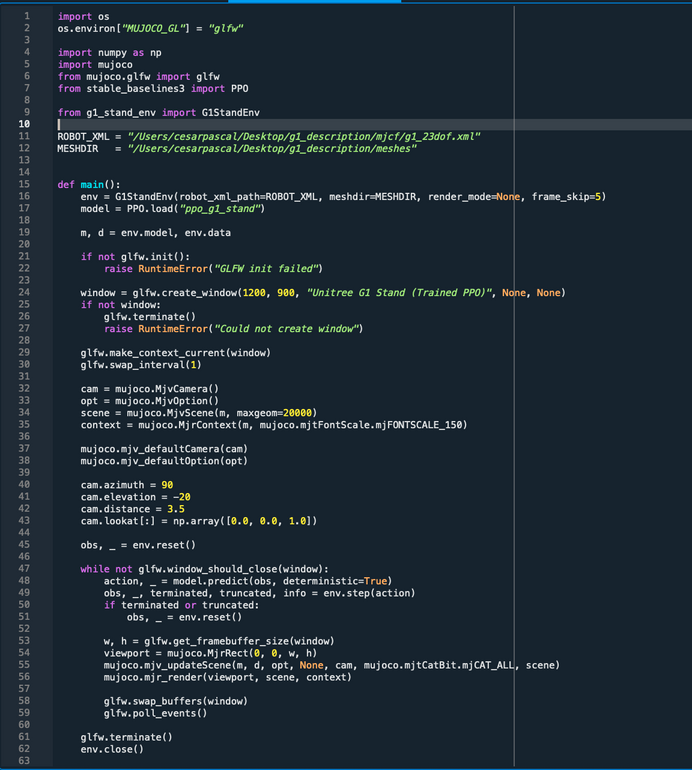 1 import os
2 os.environ["MUJOCO_GL"] = "glfw"
3
4 import numpy as np
5 import mujoco
6 from mujoco.glfw import glfw
7 from stable_baselines3 import PPO
8
9 from g1_stand_env import G1StandEnv
10
11 ROBOT_XML = "/Users/cesarpascal/Desktop/g1_description/mjcf/g1_23dof.xml"
12 MESHDIR   = "/Users/cesarpascal/Desktop/g1_description/meshes"
13
14
15 def main():
16     env = G1StandEnv(robot_xml_path=ROBOT_XML, meshdir=MESHDIR, render_mode=None, frame_skip=5)
17     model = PPO.load("ppo_g1_stand")
18
19     m, d = env.model, env.data
20
21     if not glfw.init():
22         raise RuntimeError("GLFW init failed")
23
24     window = glfw.create_window(1200, 900, "Unitree G1 Stand (Trained PPO)", None, None)
25     if not window:
26         glfw.terminate()
27         raise RuntimeError("Could not create window")
28
29     glfw.make_context_current(window)
30     glfw.swap_interval(1)
31
32     cam = mujoco.MjvCamera()
33     opt = mujoco.MjvOption()
34     scene = mujoco.MjvScene(m, maxgeom=20000)
35     context = mujoco.MjrContext(m, mujoco.mjtFontScale.mjFONTSCALE_150)
36
37     mujoco.mjv_defaultCamera(cam)
38     mujoco.mjv_defaultOption(opt)
39
40     cam.azimuth = 90
41     cam.elevation = -20
42     cam.distance = 3.5
43     cam.lookat[:] = np.array([0.0, 0.0, 1.0])
44
45     obs, _ = env.reset()
46
47     while not glfw.window_should_close(window):
48         action, _ = model.predict(obs, deterministic=True)
49         obs, _, terminated, truncated, info = env.step(action)
50         if terminated or truncated:
51             obs, _ = env.reset()
52
53         w, h = glfw.get_framebuffer_size(window)
54         viewport = mujoco.MjrRect(0, 0, w, h)
55         mujoco.mjv_updateScene(m, d, opt, None, cam, mujoco.mjtCatBit.mjCAT_ALL, scene)
56         mujoco.mjr_render(viewport, scene, context)
57
58         glfw.swap_buffers(window)
59         glfw.poll_events()
60
61     glfw.terminate()
62     env.close()
63